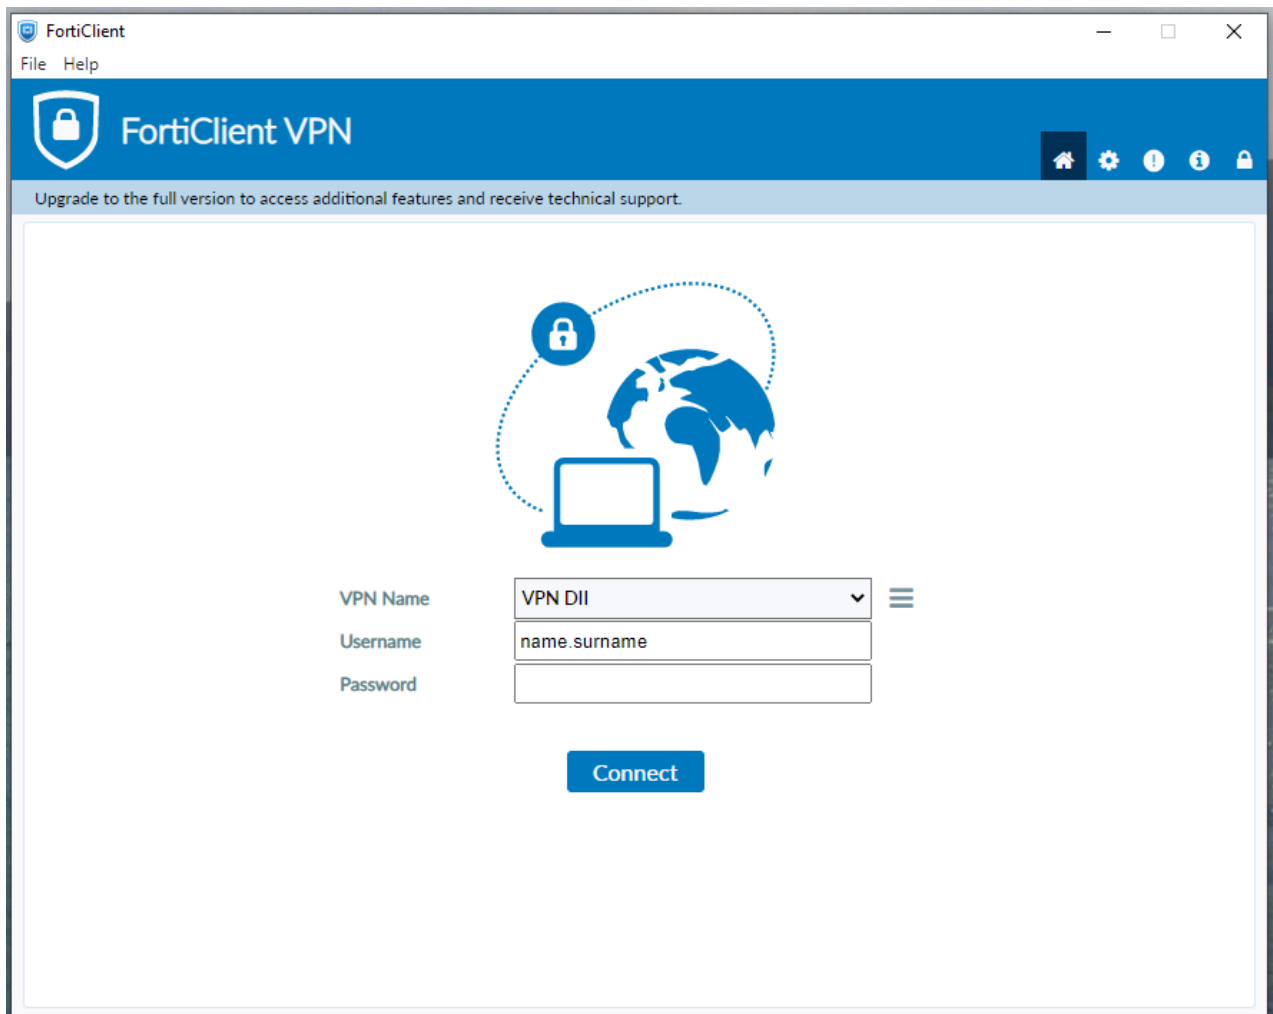 FortiClient
File Help
FortiClient VPN
Upgrade to the full version to access additional features and receive technical support.
VPN Name VPN DII
Username name.surname
Password
Connect